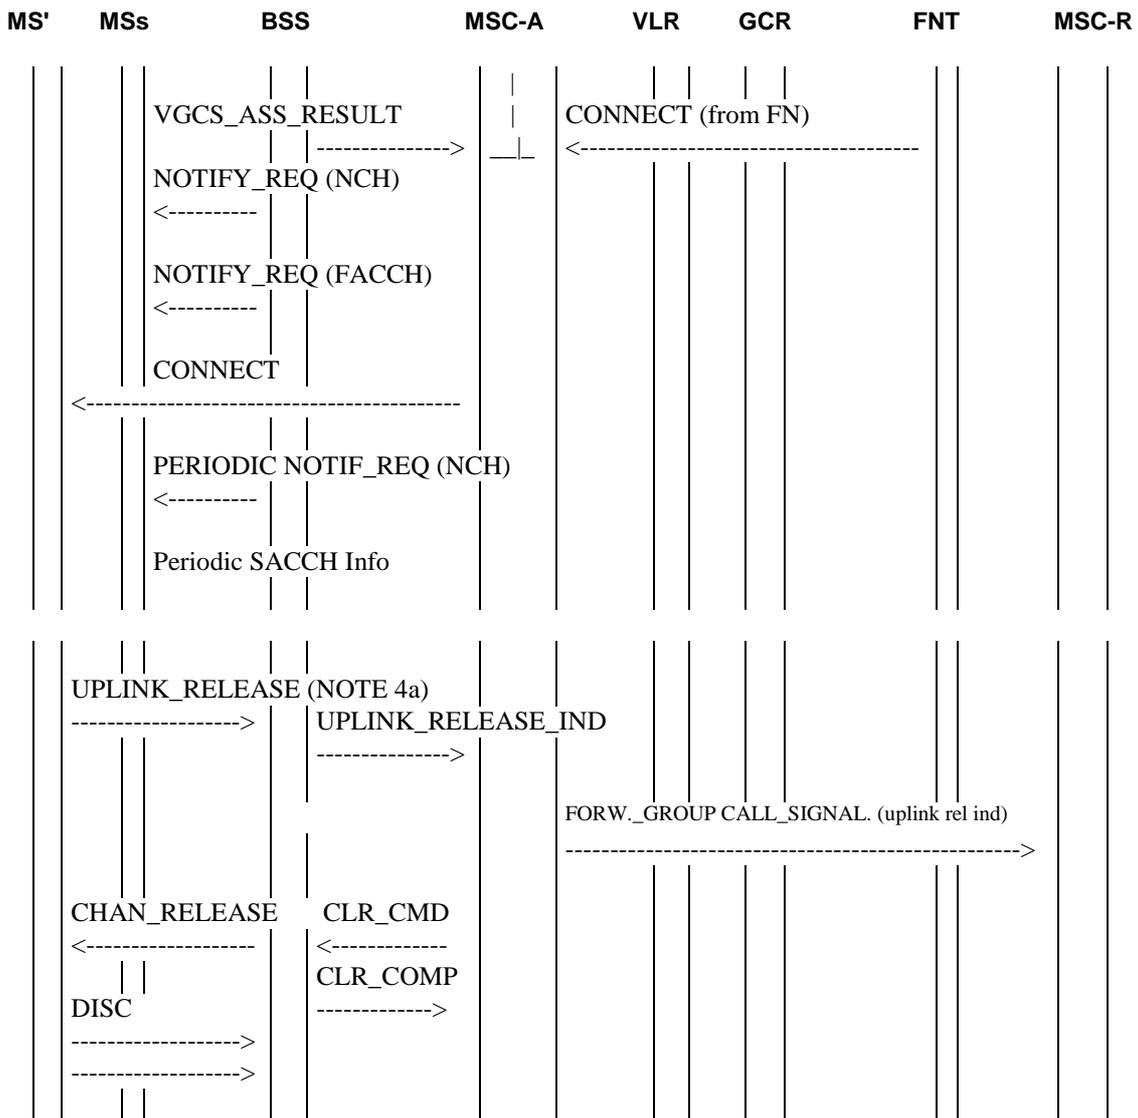 MS' MSs BSS MSC-A VLR GCR FNT MSC-R
VGCS_ASS_RESULT CONNECT (from FN)
NOTIFY_REQ (NCH)
NOTIFY_REQ (FACCH)
CONNECT
PERIODIC NOTIF_REQ (NCH)
Periodic SACCH Info
UPLINK_RELEASE (NOTE 4a)
UPLINK_RELEASE_IND
FORW._GROUP CALL_SIGNAL. (uplink rel ind)
CHAN_RELEASE CLR_CMD
CLR_COMP
DISC